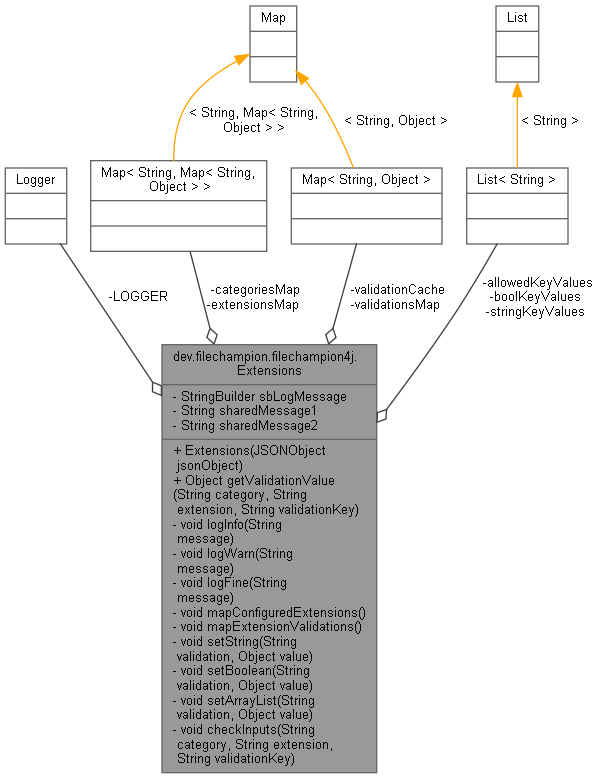 Map
List
< String, Map< String,
Object > >
< String, Object >
< String >
Logger
Map< String, Map< String,
Object > >
Map< String, Object >
List< String >
-LOGGER
-categoriesMap
-extensionsMap
-validationCache
-validationsMap
-allowedKeyValues
-boolKeyValues
-stringKeyValues
dev.filechampion.filechampion4j.
Extensions
- StringBuilder sbLogMessage
- String sharedMessage1
- String sharedMessage2
+ Extensions(JSONObject
jsonObject)
+ Object getValidationValue
(String category, String
extension, String validationKey)
- void logInfo(String
message)
- void logWarn(String
message)
- void logFine(String
message)
- void mapConfiguredExtensions()
- void mapExtensionValidations()
- void setString(String
validation, Object value)
- void setBoolean(String
validation, Object value)
- void setArrayList(String
validation, Object value)
- void checkInputs(String
category, String extension,
String validationKey)